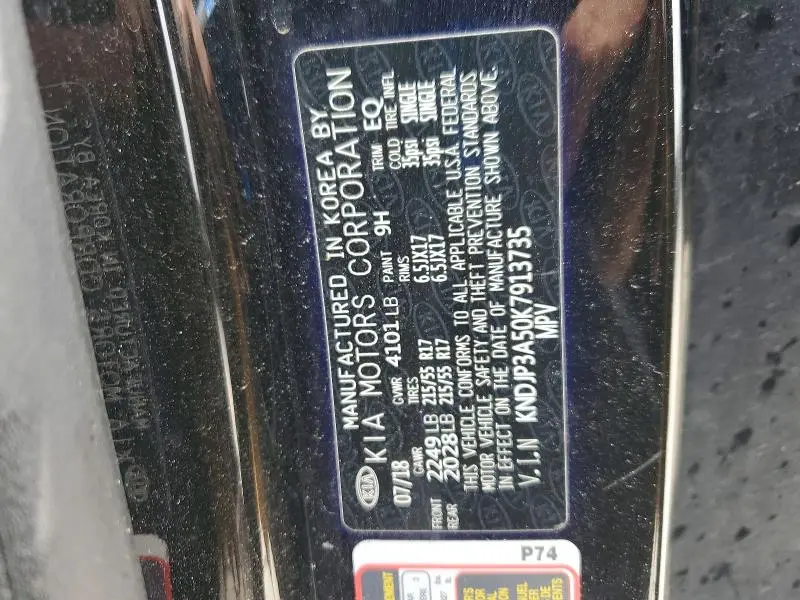 MANUFACTURED IN KOREA BY
KIA KIA MOTORS CORPORATION
07/18 GVWR 4101 LB PAINT 9H TRIM EQ
GAWR TIRES RIMS COLD TIRE INFL
FRONT 2249 LB 215/55 R17 6.5JX17 35psi SINGLE
REAR 2028 LB 215/55 R17 6.5JX17 35psi SINGLE
THIS VEHICLE CONFORMS TO ALL APPLICABLE U.S.A. FEDERAL
MOTOR VEHICLE SAFETY AND THEFT PREVENTION STANDARDS
IN EFFECT ON THE DATE OF MANUFACTURE SHOWN ABOVE.
V.I.N KNDJP3A50K7913735
MPV
P74